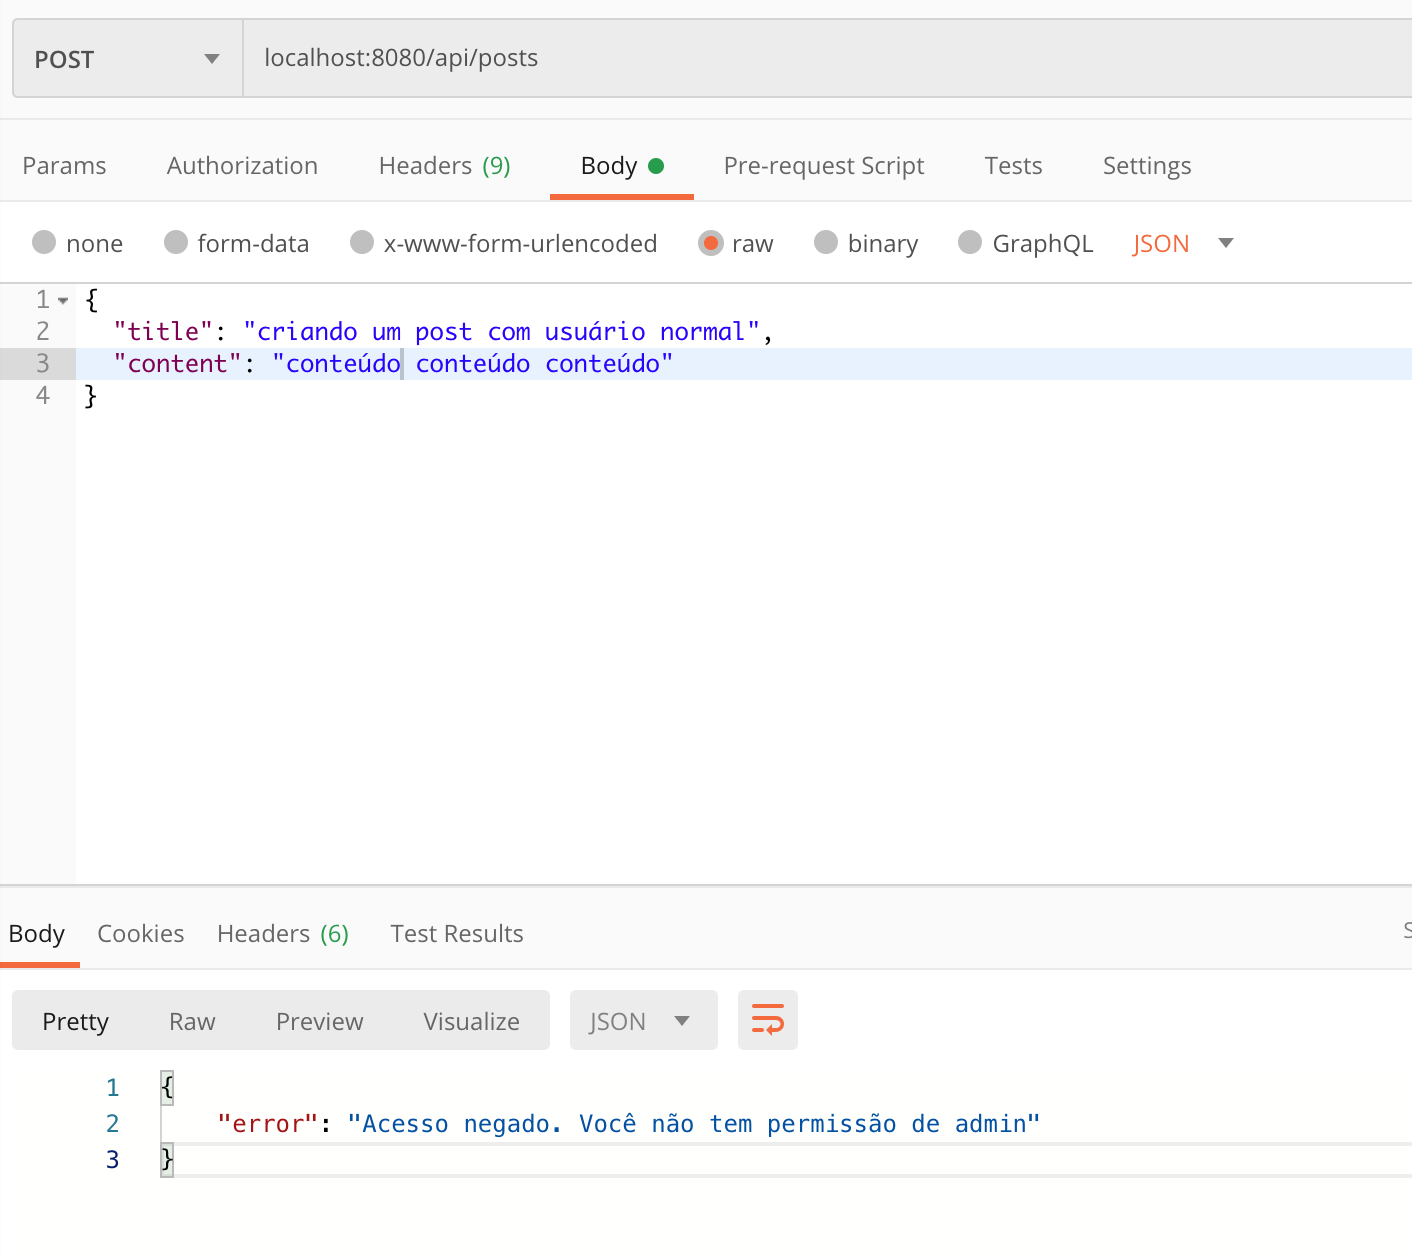 POST localhost:8080/api/posts
Params Authorization Headers (9) Body Pre-request Script Tests Settings
none form-data x-www-form-urlencoded raw binary GraphQL JSON
1 {
2 "title": "criando um post com usuário normal",
3 "content": "conteúdo conteúdo conteúdo"
4 }
Body Cookies Headers (6) Test Results S
Pretty Raw Preview Visualize JSON
1 {
2 "error": "Acesso negado. Você não tem permissão de admin"
3 }